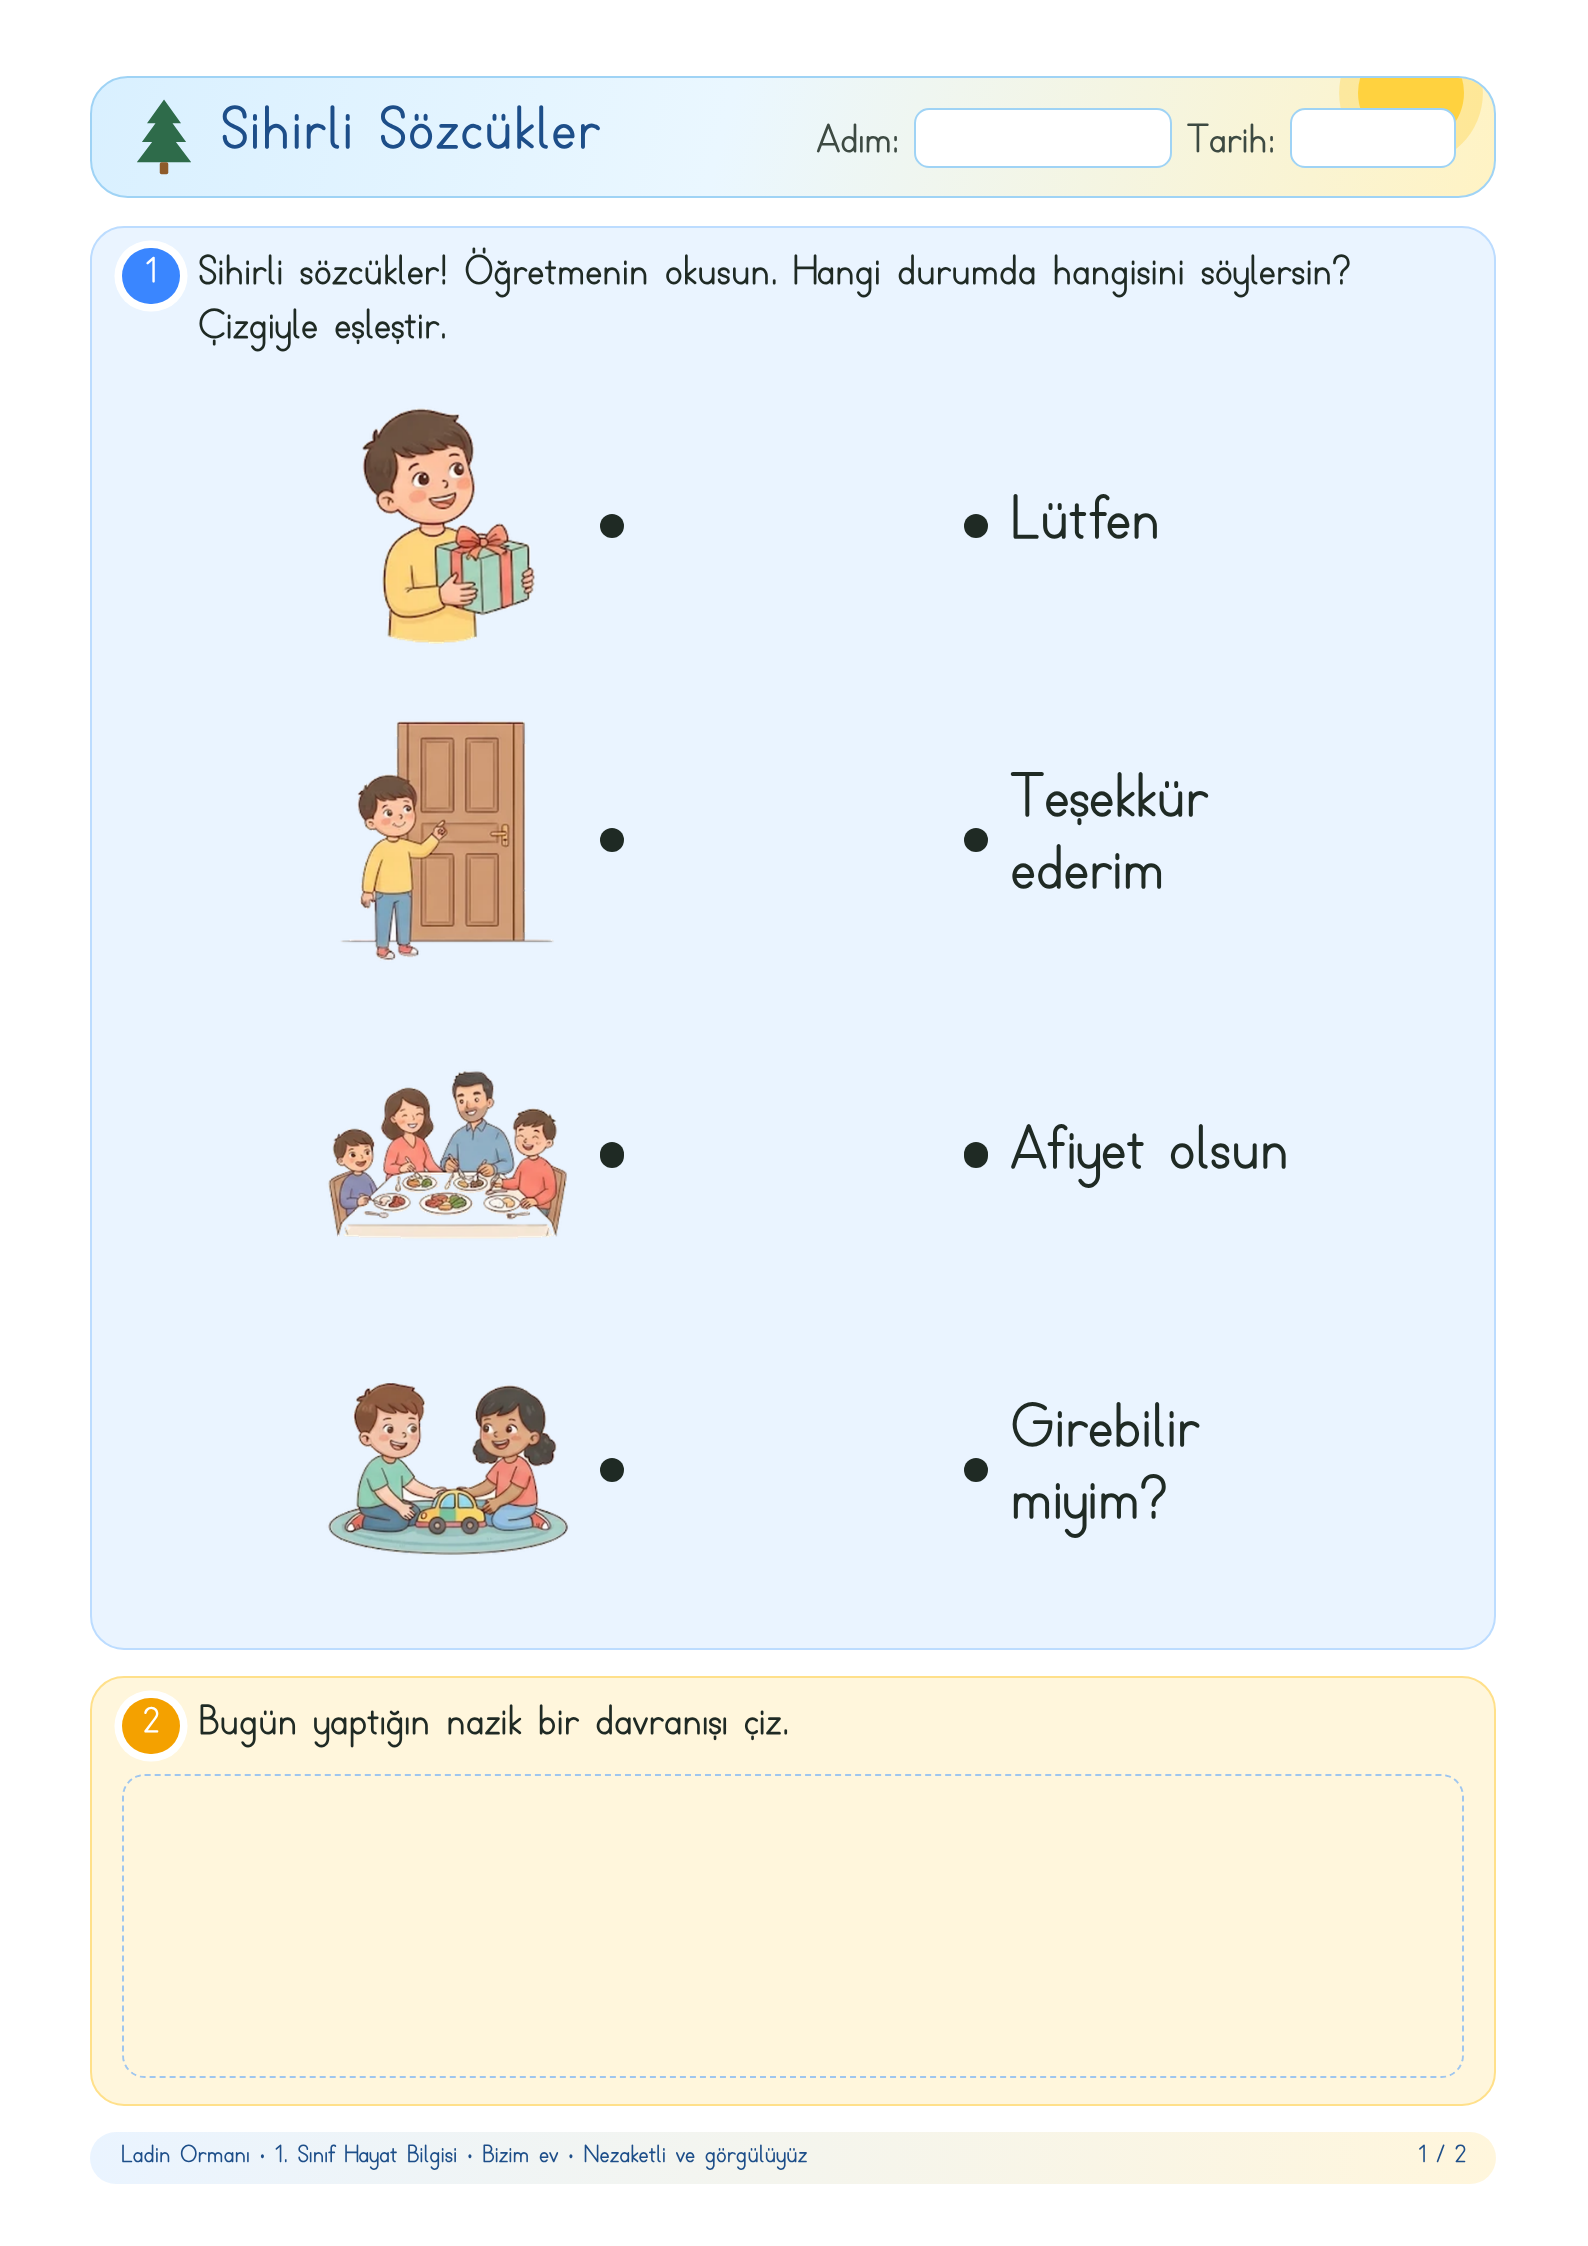 Sihirli Sözcükler
Adım:
Tarih:
1
Sihirli sözcükler! Öğretmenin okusun. Hangi durumda hangisini söylersin?
Çizgiyle eşleştir.
Lütfen
Teşekkür
ederim
Afiyet olsun
Girebilir
miyim?
2
Bugün yaptığın nazik bir davranışı çiz.
Ladin Ormanı • 1. Sınıf Hayat Bilgisi • Bizim ev • Nezaketli ve görgülüyüz
1 / 2